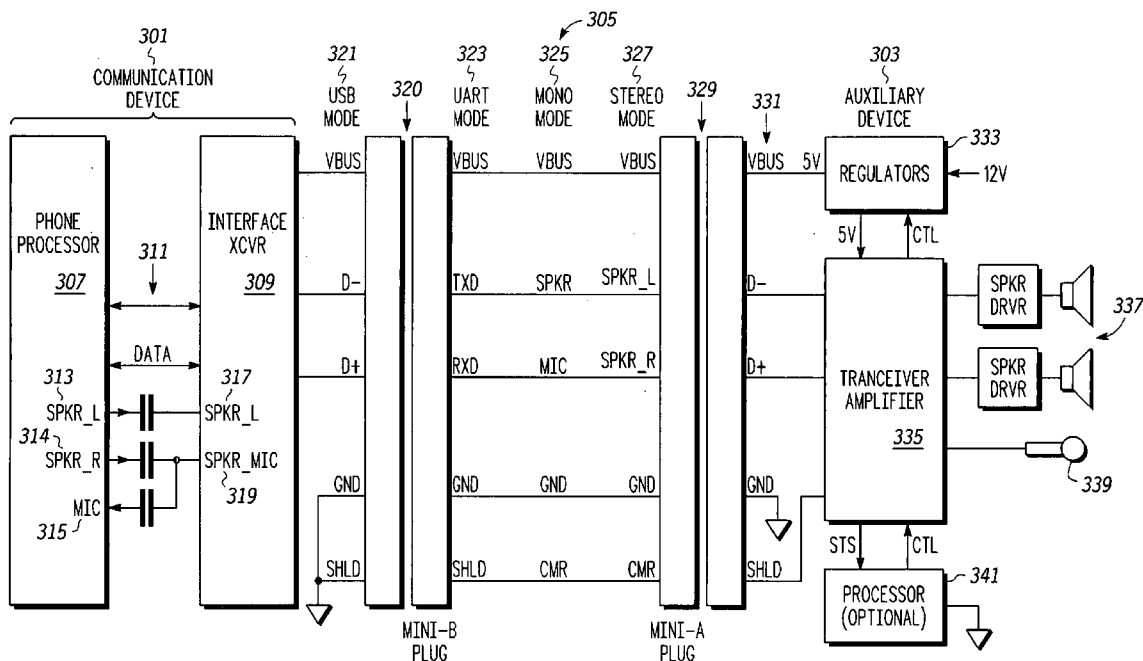 305
301
COMMUNICATION
DEVICE
321
USB
MODE
320
323
UART
MODE
325
MONO
MODE
327
STEREO
MODE
329
331
303
AUXILIARY
DEVICE
333
VBUS
VBUS
VBUS
VBUS
VBUS
5V
REGULATORS
12V
PHONE
PROCESSOR
307
311
INTERFACE
XCVR
309
5V
CTL
D-
TXD
SPKR
SPKR_L
D-
SPKR
DRVR
337
DATA
D+
RXD
MIC
SPKR_R
D+
TRANCEIVER
AMPLIFIER
335
SPKR
DRVR
313
SPKR_L
317
SPKR_L
314
SPKR_R
SPKR_MIC
319
339
MIC
315
GND
GND
GND
GND
GND
STS
CTL
SHLD
SHLD
CMR
CMR
SHLD
PROCESSOR
(OPTIONAL)
341
MINI-B
PLUG
MINI-A
PLUG